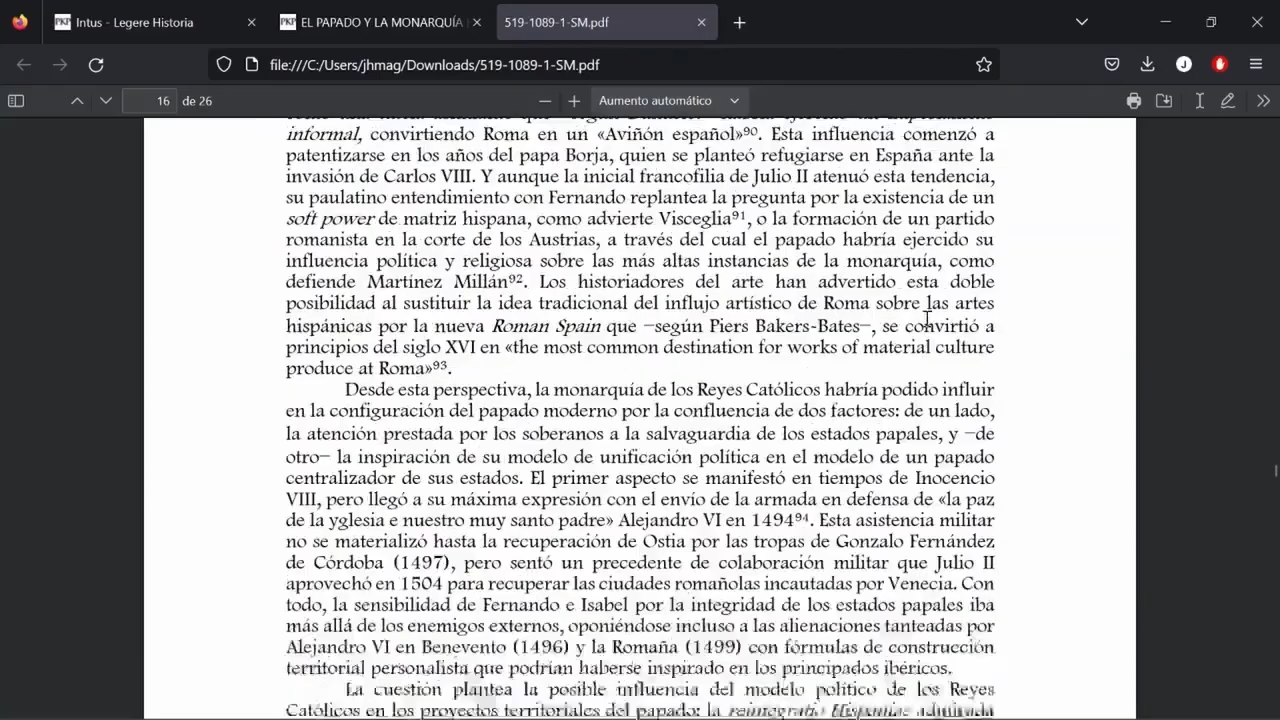 Intus - Legere Historia
EL PAPADO Y LA MONARQUÍA
519-1089-1-SM.pdf
file:///C:/Users/jhmag/Downloads/519-1089-1-SM.pdf
J
16 de 26
Aumento automático
informal, convirtiendo Roma en un «Aviñón español»⁹⁰. Esta influencia comenzó a
patentizarse en los años del papa Borja, quien se planteó refugiarse en España ante la
invasión de Carlos VIII. Y aunque la inicial francofilia de Julio II atenuó esta tendencia,
su paulatino entendimiento con Fernando replantea la pregunta por la existencia de un
soft power de matriz hispana, como advierte Visceglia⁹¹, o la formación de un partido
romanista en la corte de los Austrias, a través del cual el papado habría ejercido su
influencia política y religiosa sobre las más altas instancias de la monarquía, como
defiende Martínez Millán⁹². Los historiadores del arte han advertido esta doble
posibilidad al sustituir la idea tradicional del influjo artístico de Roma sobre las artes
hispánicas por la nueva Roman Spain que –según Piers Bakers-Bates–, se convirtió a
principios del siglo XVI en «the most common destination for works of material culture
produce at Roma»⁹³.
Desde esta perspectiva, la monarquía de los Reyes Católicos habría podido influir
en la configuración del papado moderno por la confluencia de dos factores: de un lado,
la atención prestada por los soberanos a la salvaguardia de los estados papales, y –de
otro– la inspiración de su modelo de unificación política en el modelo de un papado
centralizador de sus estados. El primer aspecto se manifestó en tiempos de Inocencio
VIII, pero llegó a su máxima expresión con el envío de la armada en defensa de «la paz
de la yglesia e nuestro muy santo padre» Alejandro VI en 1494⁹⁴. Esta asistencia militar
no se materializó hasta la recuperación de Ostia por las tropas de Gonzalo Fernández
de Córdoba (1497), pero sentó un precedente de colaboración militar que Julio II
aprovechó en 1504 para recuperar las ciudades romañolas incautadas por Venecia. Con
todo, la sensibilidad de Fernando e Isabel por la integridad de los estados papales iba
más allá de los enemigos externos, oponiéndose incluso a las alienaciones tanteadas por
Alejandro VI en Benevento (1496) y la Romaña (1499) con fórmulas de construcción
territorial personalista que podrían haberse inspirado en los principados ibéricos.
La cuestión plantea la posible influencia del modelo político de los Reyes
Católicos en los proyectos territoriales del papado: la